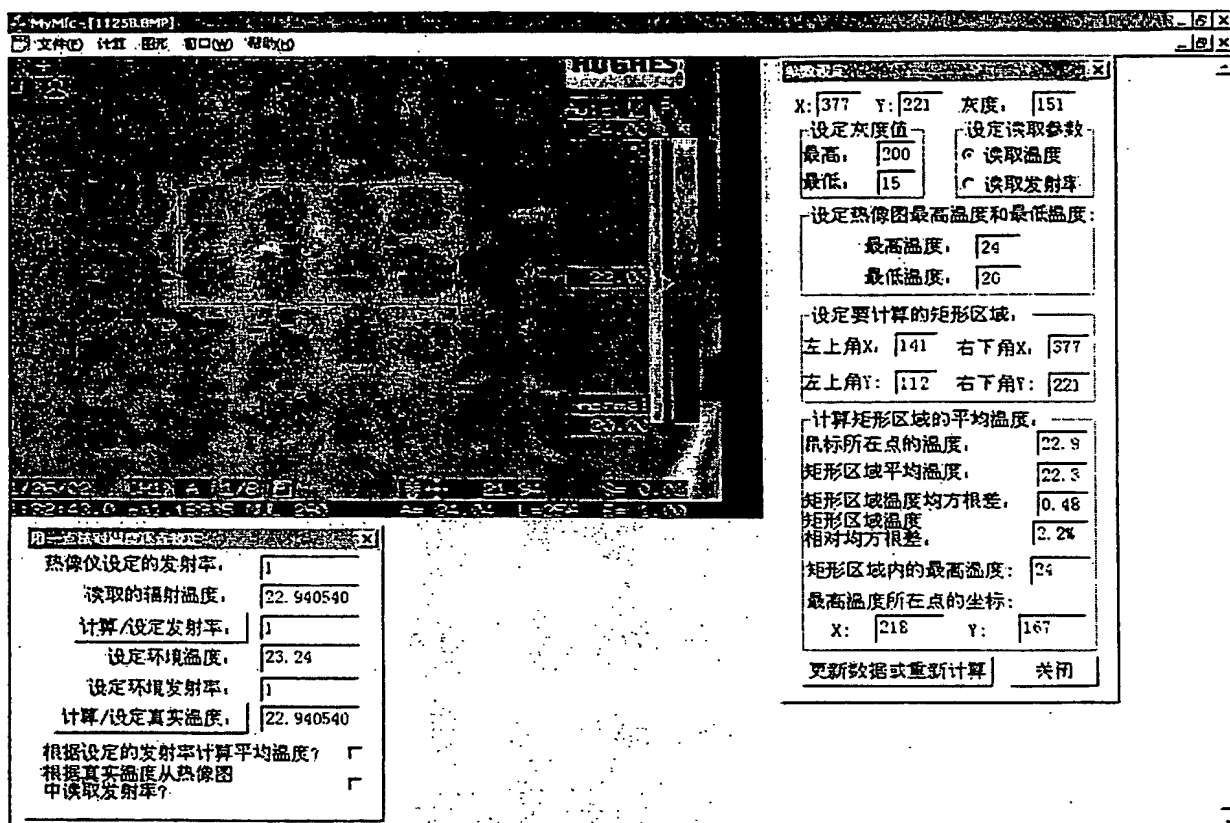 MyMfc - [1125B.BMP]
文件(F) 计算 图形 窗口(W) 帮助(H)
HUGHES
24.00
22.00
20.00
X: 377 Y: 221 灰度: 151
设定灰度值
最高: 200
最低: 15
设定读取参数
读取温度
读取发射率
设定热像图最高温度和最低温度:
最高温度: 24
最低温度: 20
设定要计算的矩形区域:
左上角X: 141 右下角X: 377
左上角Y: 112 右下角Y: 221
计算矩形区域的平均温度:
鼠标所在点的温度: 22.9
矩形区域平均温度: 22.3
矩形区域温度均方根差: 0.48
矩形区域温度
相对均方根差: 2.2%
矩形区域内的最高温度: 24
最高温度所在点的坐标:
X: 218 Y: 167
更新数据或重新计算 关闭
热像仪设定的发射率: 1
读取的辐射温度: 22.940540
计算/设定发射率: 1
设定环境温度: 23.24
设定环境发射率: 1
计算/设定真实温度: 22.940540
根据设定的发射率计算平均温度?
根据真实温度从热像图
中读取发射率?